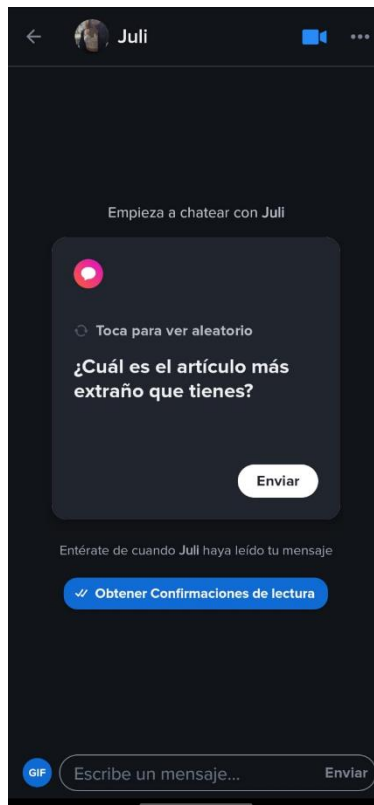 Juli
Empieza a chatear con Juli
Toca para ver aleatorio
¿Cuál es el artículo más
extraño que tienes?
Enviar
Entérate de cuando Juli haya leído tu mensaje
Obtener Confirmaciones de lectura
GIF
Escribe un mensaje... Enviar